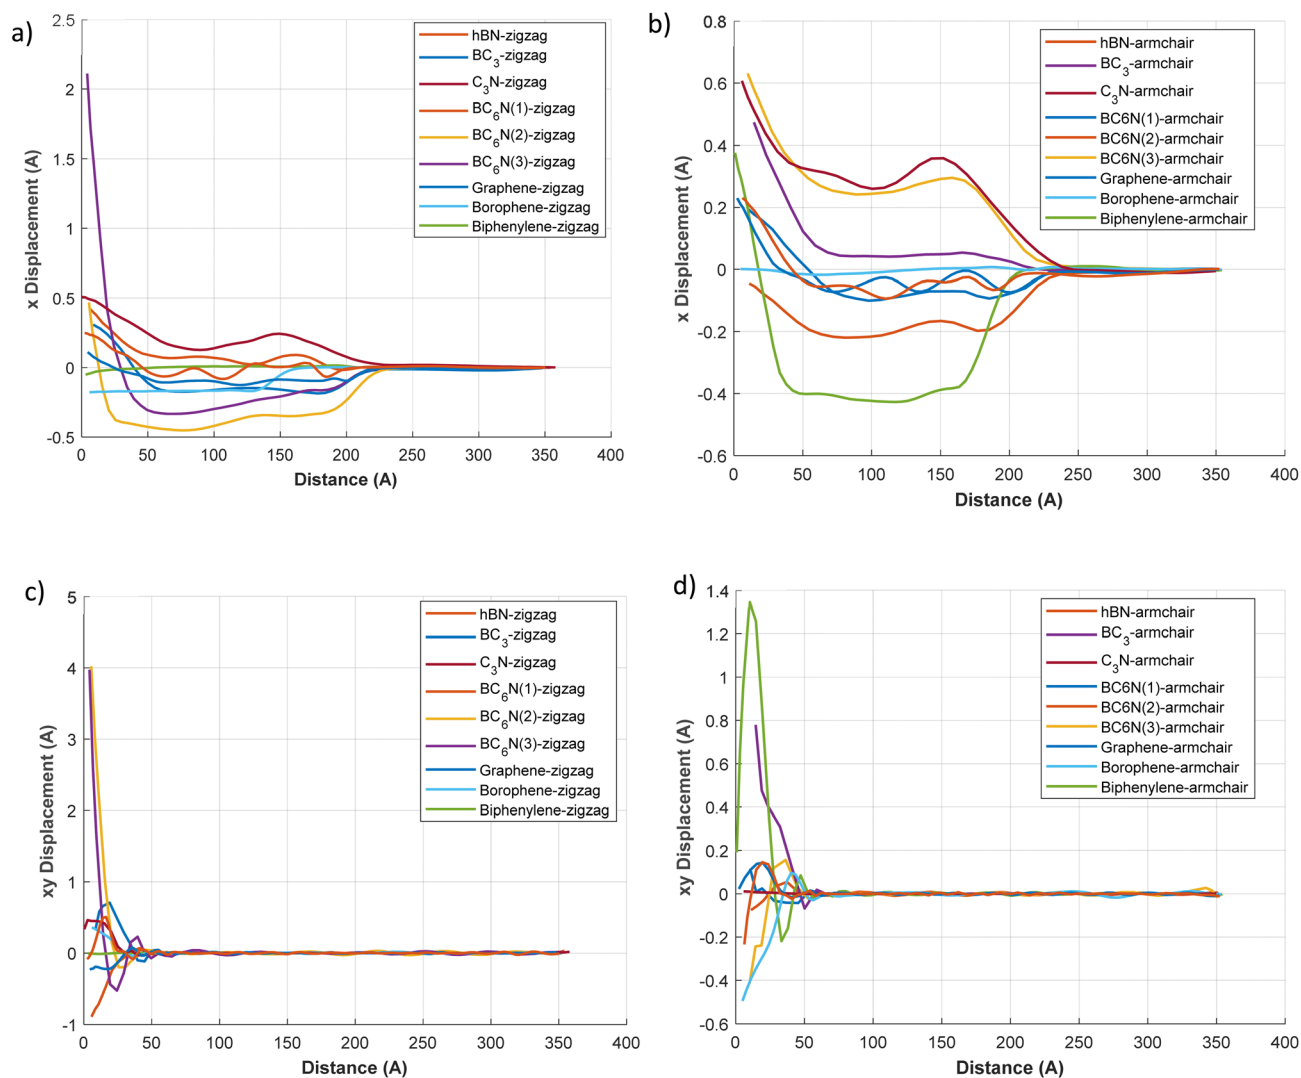 a)
2.5
2
1.5
1
0.5
0
-0.5
x Displacement (A)
0 50 100 150 200 250 300 350 400
Distance (A)
hBN-zigzag
BC3-zigzag
C3N-zigzag
BC6N(1)-zigzag
BC6N(2)-zigzag
BC6N(3)-zigzag
Graphene-zigzag
Borophene-zigzag
Biphenylene-zigzag
b)
0.8
0.6
0.4
0.2
0
-0.2
-0.4
-0.6
x Displacement (A)
0 50 100 150 200 250 300 350 400
Distance (A)
hBN-armchair
BC3-armchair
C3N-armchair
BC6N(1)-armchair
BC6N(2)-armchair
BC6N(3)-armchair
Graphene-armchair
Borophene-armchair
Biphenylene-armchair
c)
5
4
3
2
1
0
-1
xy Displacement (A)
0 50 100 150 200 250 300 350 400
Distance (A)
hBN-zigzag
BC3-zigzag
C3N-zigzag
BC6N(1)-zigzag
BC6N(2)-zigzag
BC6N(3)-zigzag
Graphene-zigzag
Borophene-zigzag
Biphenylene-zigzag
d)
1.4
1.2
1
0.8
0.6
0.4
0.2
0
-0.2
-0.4
-0.6
xy Displacement (A)
0 50 100 150 200 250 300 350 400
Distance (A)
hBN-armchair
BC3-armchair
C3N-armchair
BC6N(1)-armchair
BC6N(2)-armchair
BC6N(3)-armchair
Graphene-armchair
Borophene-armchair
Biphenylene-armchair